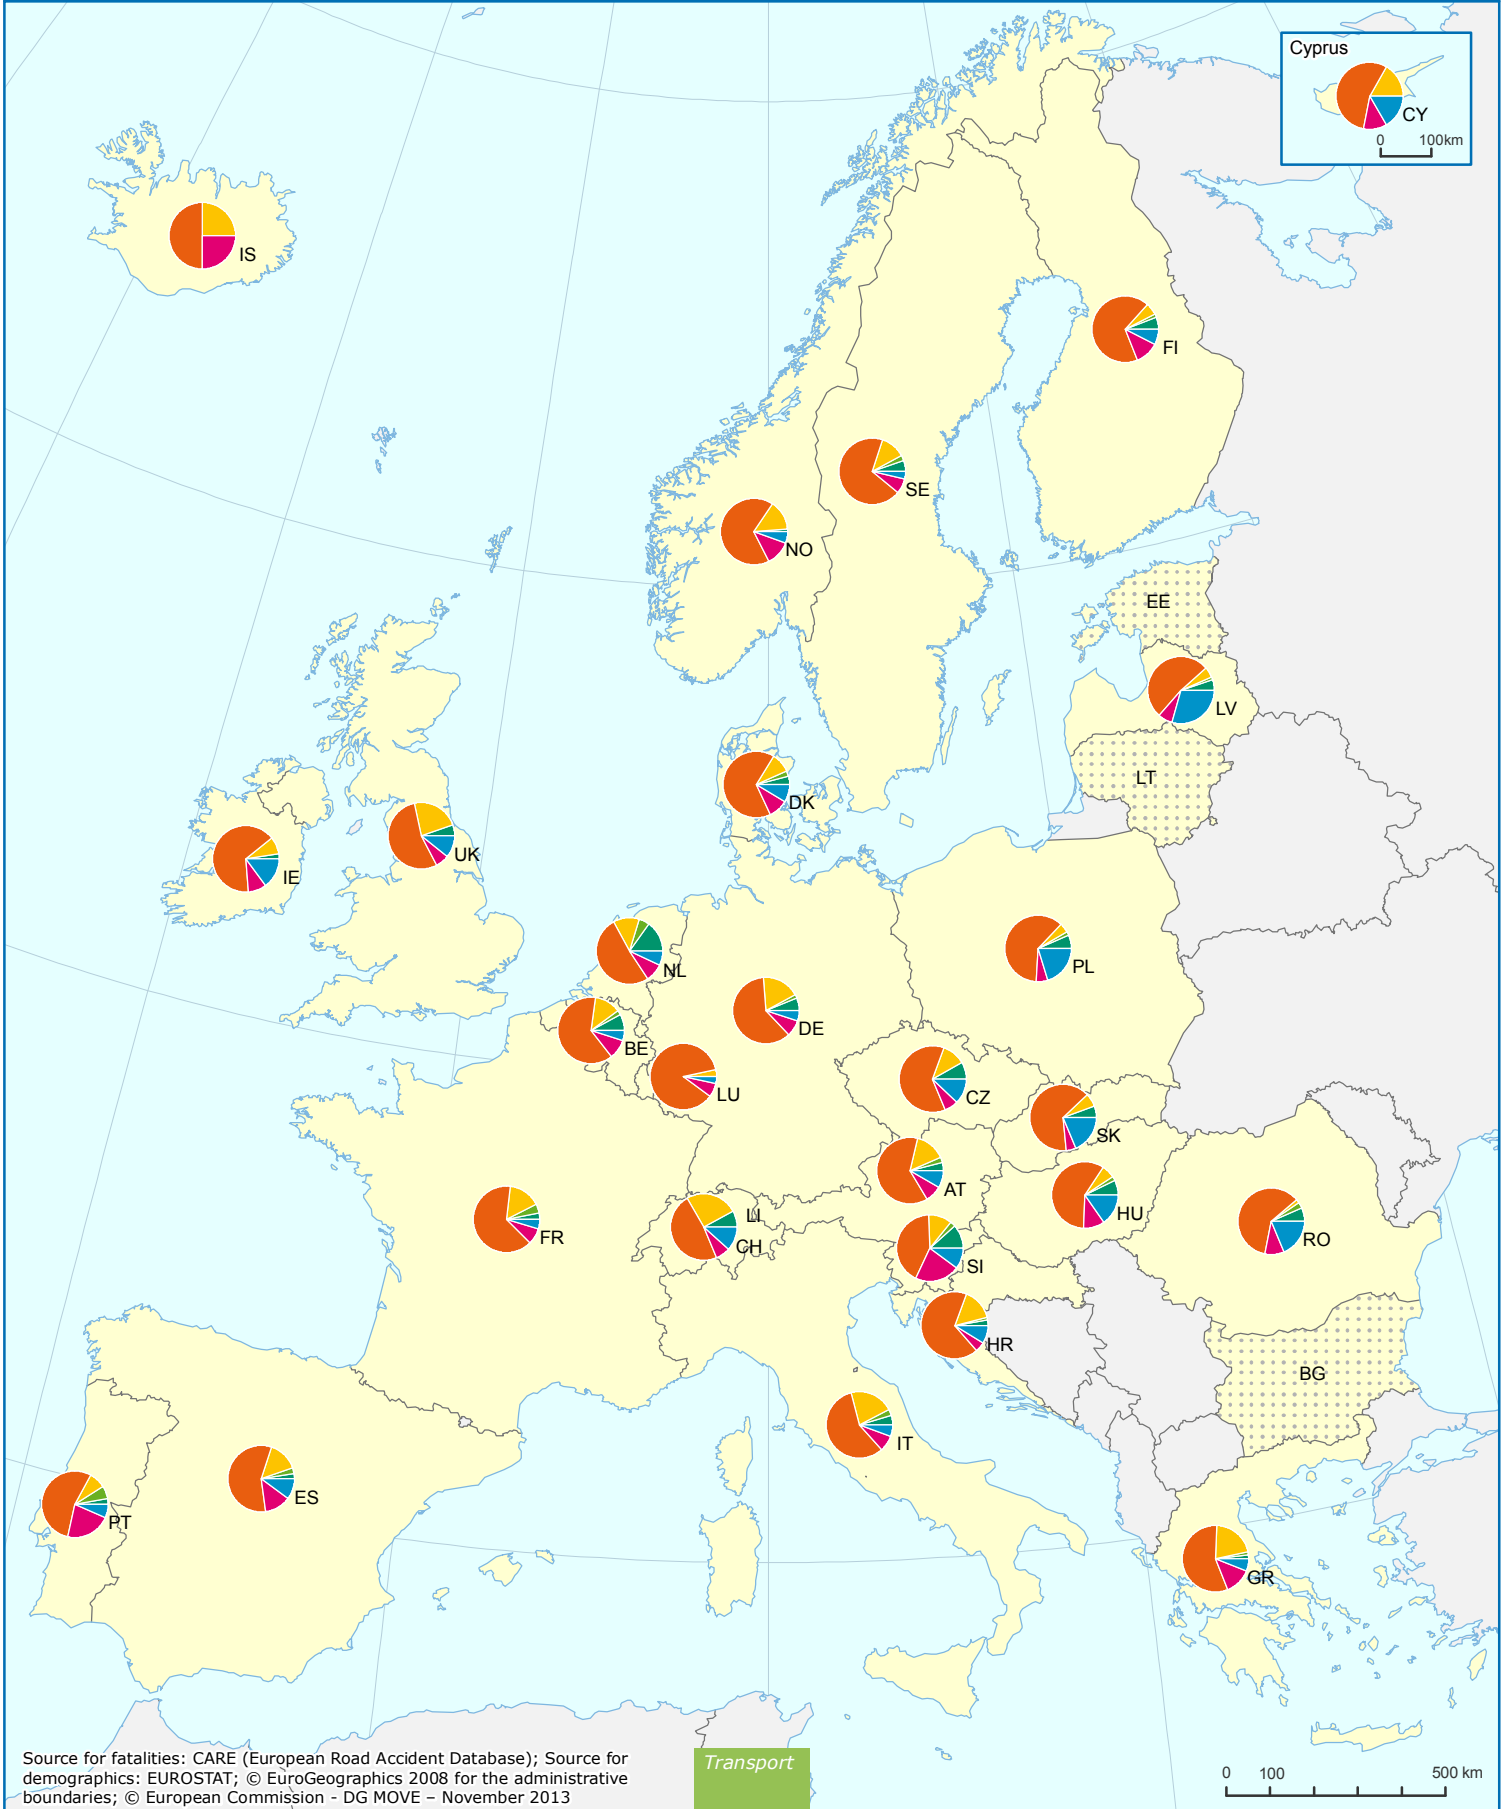 Cyprus
CY
0 100km
IS
FI
SE
NO
EE
LV
LT
DK
UK
IE
NL
PL
DE
BE
LU
CZ
SK
AT
HU
LI
CH
FR
SI
RO
HR
BG
IT
ES
PT
GR
Source for fatalities: CARE (European Road Accident Database); Source for
demographics: EUROSTAT; © EuroGeographics 2008 for the administrative
boundaries; © European Commission - DG MOVE – November 2013
Transport
0 100 500 km